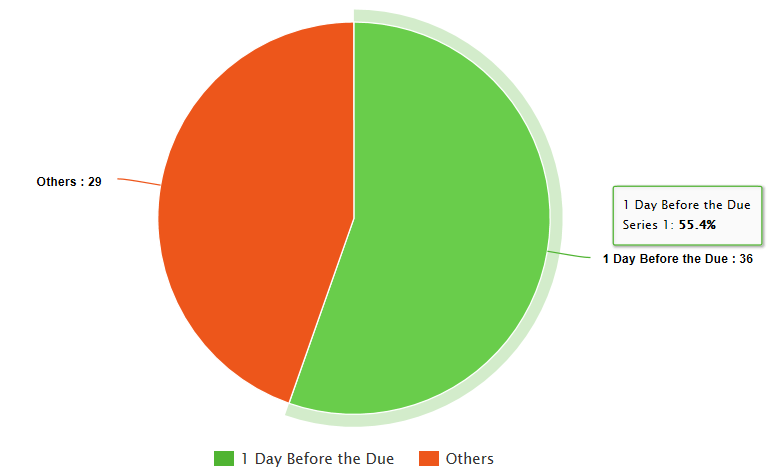 Others : 29
1 Day Before the Due
Series 1: 55.4%
1 Day Before the Due : 36
1 Day Before the Due
Others